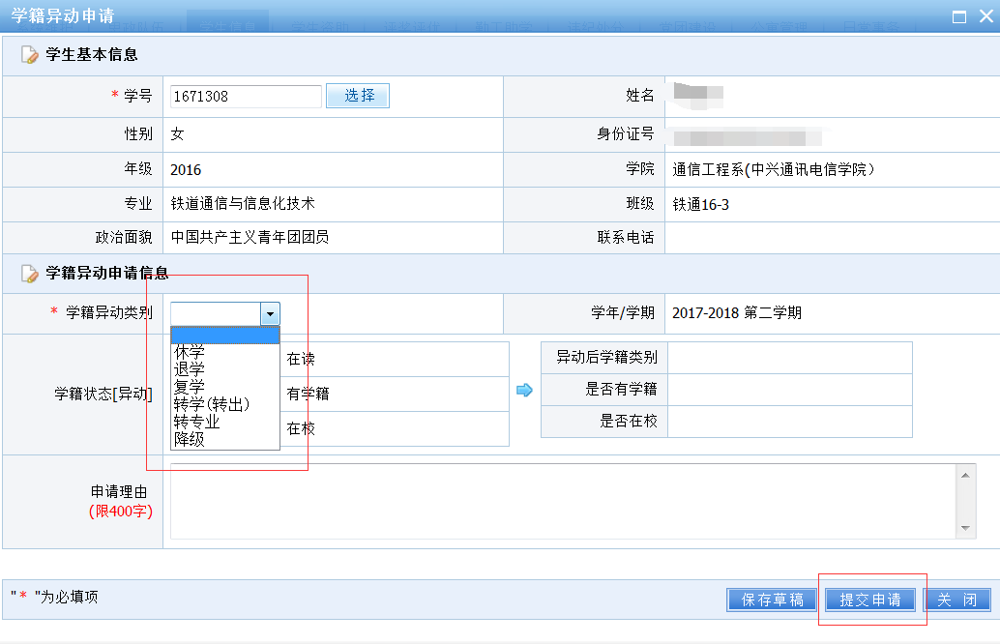 学籍异动申请
学生基本信息
* 学号 1671308 选择 姓名
性别 女 身份证号
年级 2016 学院 通信工程系(中兴通讯电信学院)
专业 铁道通信与信息化技术 班级 铁通16-3
政治面貌 中国共产主义青年团团员 联系电话
学籍异动申请信息
* 学籍异动类别 学年/学期 2017-2018 第二学期
休学
退学
复学
转学(转出)
转专业
降级
学籍状态[异动]
在读
有学籍
在校
异动后学籍类别
是否有学籍
是否在校
申请理由
(限400字)
"* "为必填项 保存草稿 提交申请 关 闭